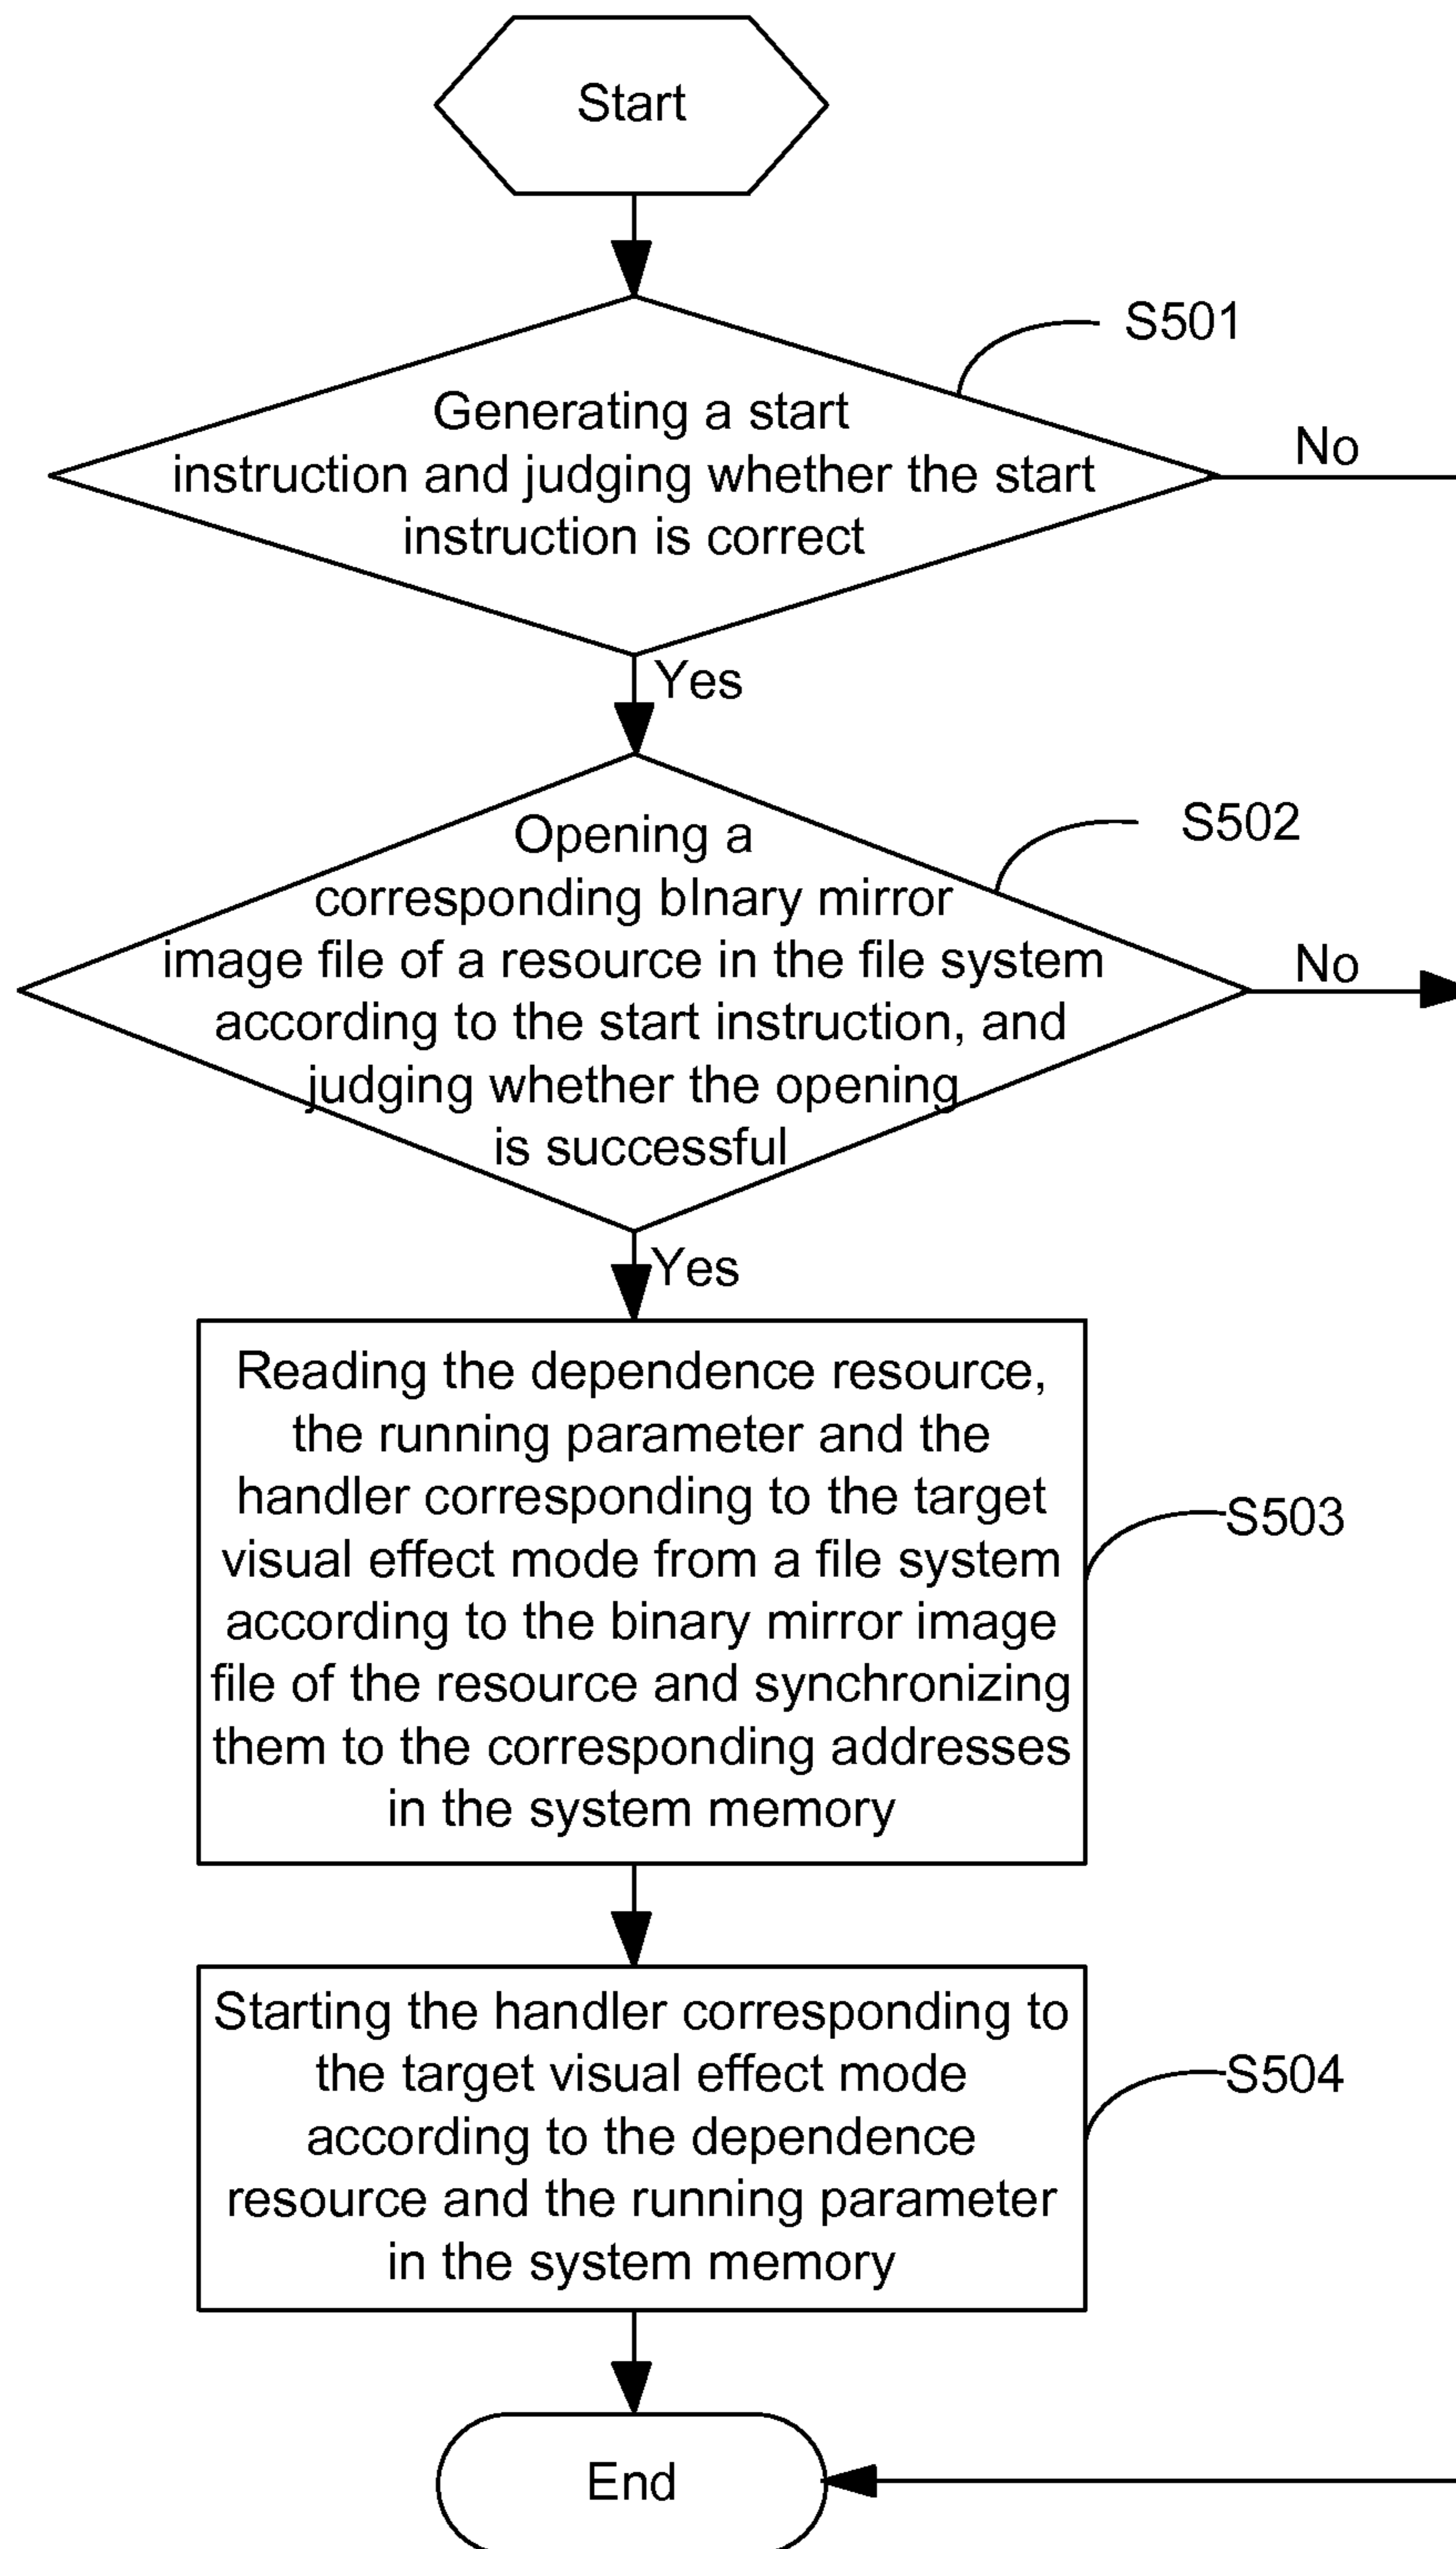 Start
S501
Generating a start
instruction and judging whether the start
instruction is correct
No
Yes
S502
Opening a
corresponding bInary mirror
image file of a resource in the file system
according to the start instruction, and
judging whether the opening
is successful
No
Yes
Reading the dependence resource,
the running parameter and the
handler corresponding to the target
visual effect mode from a file system
according to the binary mirror image
file of the resource and synchronizing
them to the corresponding addresses
in the system memory
S503
Starting the handler corresponding to
the target visual effect mode
according to the dependence
resource and the running parameter
in the system memory
S504
End